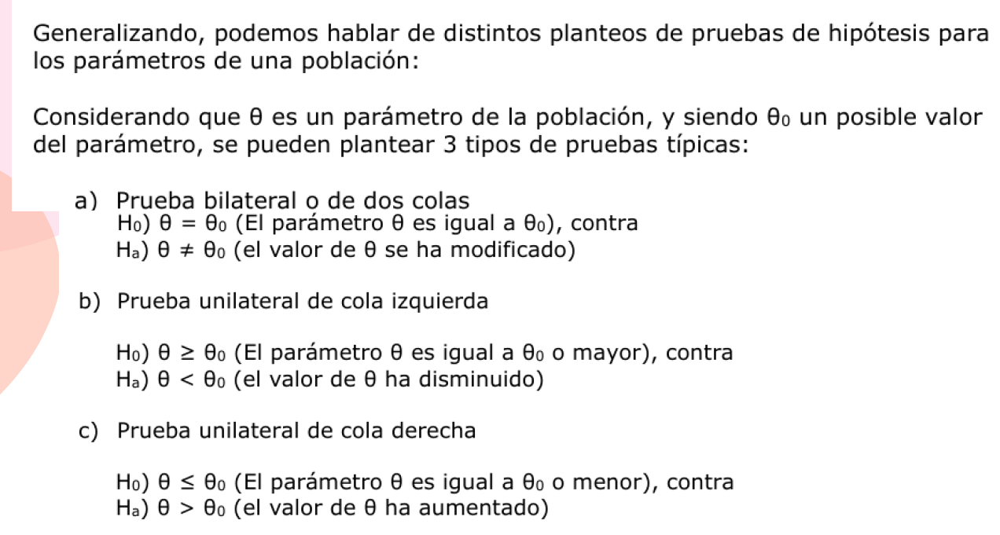 Generalizando, podemos hablar de distintos planteos de pruebas de hipótesis para
los parámetros de una población:
Considerando que θ es un parámetro de la población, y siendo θ₀ un posible valor
del parámetro, se pueden plantear 3 tipos de pruebas típicas:
a) Prueba bilateral o de dos colas
H₀) θ = θ₀ (El parámetro θ es igual a θ₀), contra
Hₐ) θ ≠ θ₀ (el valor de θ se ha modificado)
b) Prueba unilateral de cola izquierda
H₀) θ ≥ θ₀ (El parámetro θ es igual a θ₀ o mayor), contra
Hₐ) θ < θ₀ (el valor de θ ha disminuido)
c) Prueba unilateral de cola derecha
H₀) θ ≤ θ₀ (El parámetro θ es igual a θ₀ o menor), contra
Hₐ) θ > θ₀ (el valor de θ ha aumentado)